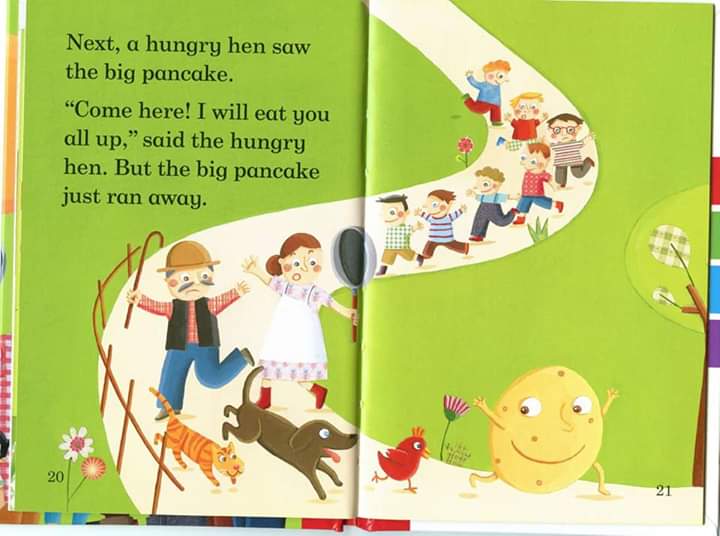 Next, a hungry hen saw
the big pancake.
“Come here! I will eat you
all up,” said the hungry
hen. But the big pancake
just ran away.
20
21